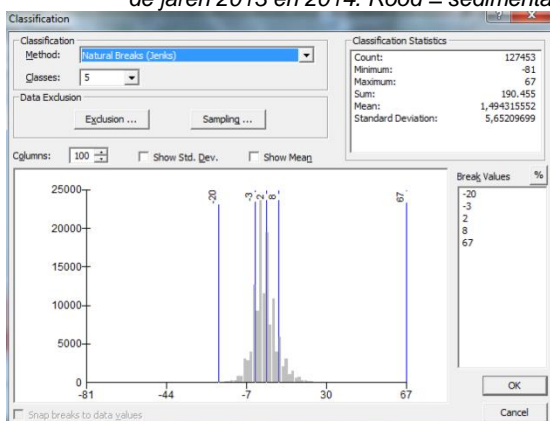 de jaren 2013 en 2014. Rood = sedimenta
Classification
Classification
Method: Natural Breaks (Jenks)
Classes: 5
Data Exclusion
Exclusion ... Sampling ...
Classification Statistics
Count: 127453
Minimum: -81
Maximum: 67
Sum: 190.455
Mean: 1,494315552
Standard Deviation: 5,65209699
Columns: 100 Show Std. Dev. Show Mean
Break Values %
-20
-3
2
8
67
25000
20000
15000
10000
5000
0
-20 -3 2 8 67
-81 -44 -7 30 67
Snap breaks to data values
OK
Cancel